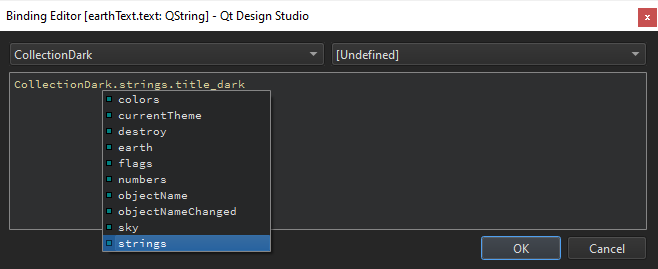 Binding Editor [earthText.text: QString] - Qt Design Studio
x
CollectionDark
[Undefined]
CollectionDark.strings.title_dark
colors
currentTheme
destroy
earth
flags
numbers
objectName
objectNameChanged
sky
strings
OK
Cancel